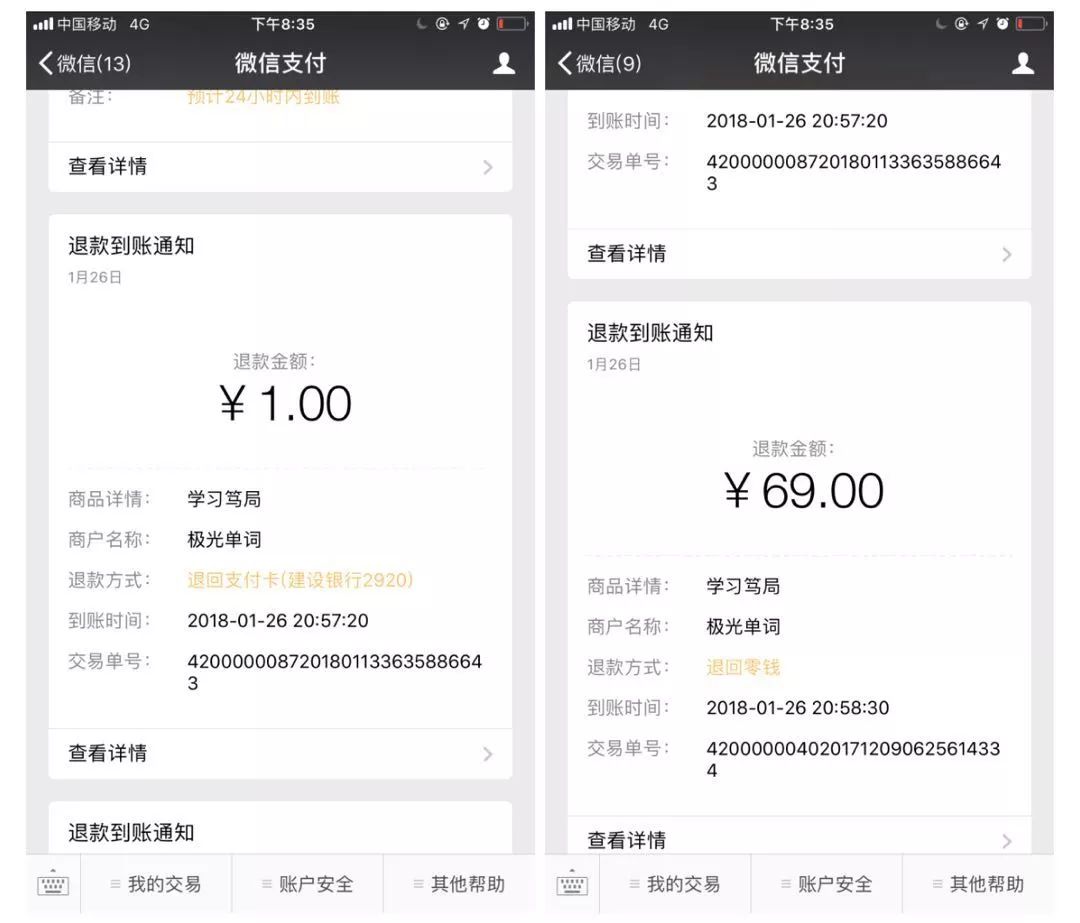 中国移动 4G 下午8:35
微信(13) 微信支付
备注: 预计24小时内到账
查看详情
退款到账通知
1月26日
退款金额:
¥1.00
商品详情: 学习笃局
商户名称: 极光单词
退款方式: 退回支付卡(建设银行2920)
到账时间: 2018-01-26 20:57:20
交易单号: 420000008720180113363588664
3
查看详情
退款到账通知
我的交易 账户安全 其他帮助
中国移动 4G 下午8:35
微信(9) 微信支付
到账时间: 2018-01-26 20:57:20
交易单号: 420000008720180113363588664
3
查看详情
退款到账通知
1月26日
退款金额:
¥69.00
商品详情: 学习笃局
商户名称: 极光单词
退款方式: 退回零钱
到账时间: 2018-01-26 20:58:30
交易单号: 420000004020171209062561433
4
查看详情
我的交易 账户安全 其他帮助